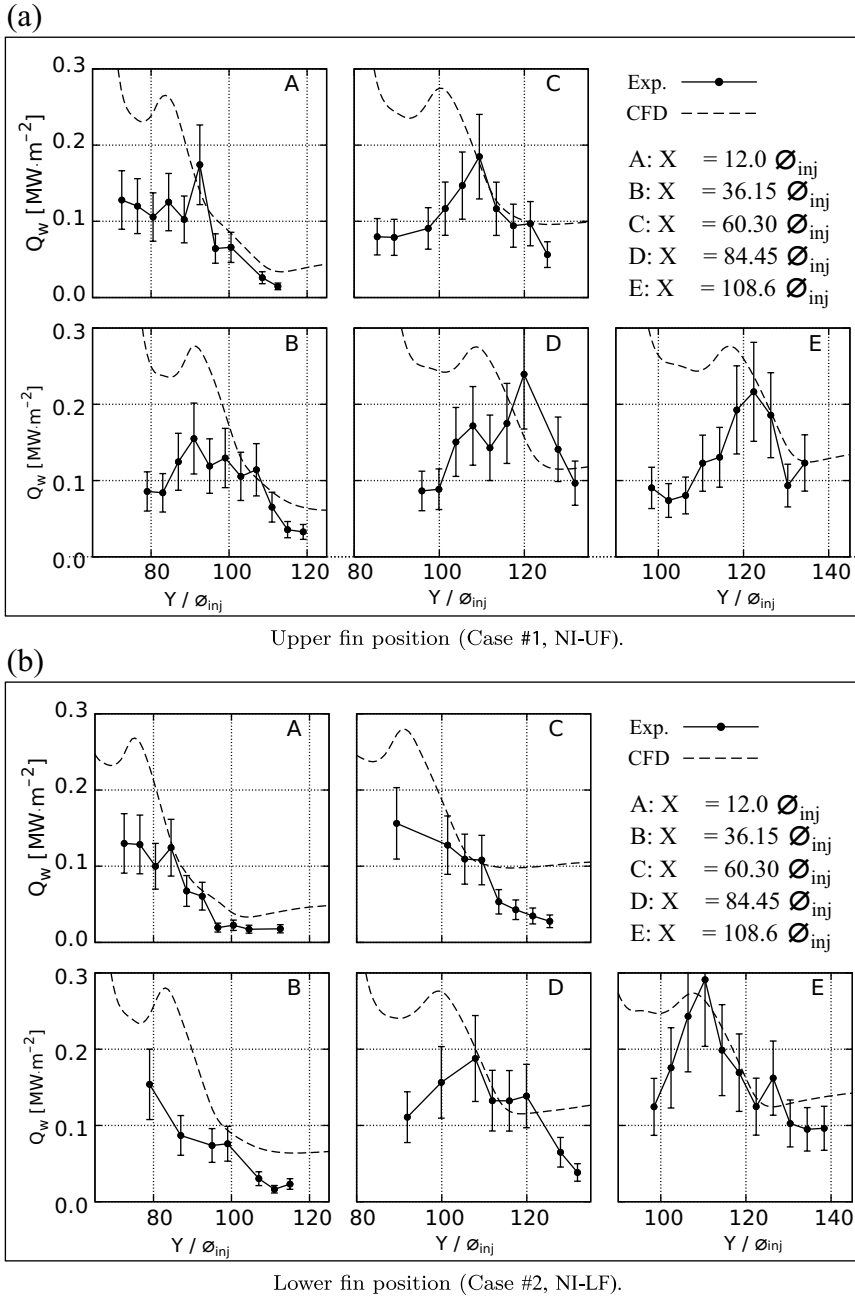 (a)
0.3
0.2
0.1
0.0
Q_w [MW·m⁻²]
A
C
Exp.
CFD
A: X = 12.0 Ø_inj
B: X = 36.15 Ø_inj
C: X = 60.30 Ø_inj
D: X = 84.45 Ø_inj
E: X = 108.6 Ø_inj
0.3
0.2
0.1
0.0
Q_w [MW·m⁻²]
B
D
E
80 100 120
100 120
100 120 140
Y / ø_inj
Y / ø_inj
Y / ø_inj
Upper fin position (Case #1, NI-UF).
(b)
0.3
0.2
0.1
0.0
Q_w [MW·m⁻²]
A
C
Exp.
CFD
A: X = 12.0 Ø_inj
B: X = 36.15 Ø_inj
C: X = 60.30 Ø_inj
D: X = 84.45 Ø_inj
E: X = 108.6 Ø_inj
0.3
0.2
0.1
0.0
Q_w [MW·m⁻²]
B
D
E
80 100 120
80 100 120
100 120 140
Y / ø_inj
Y / ø_inj
Y / ø_inj
Lower fin position (Case #2, NI-LF).